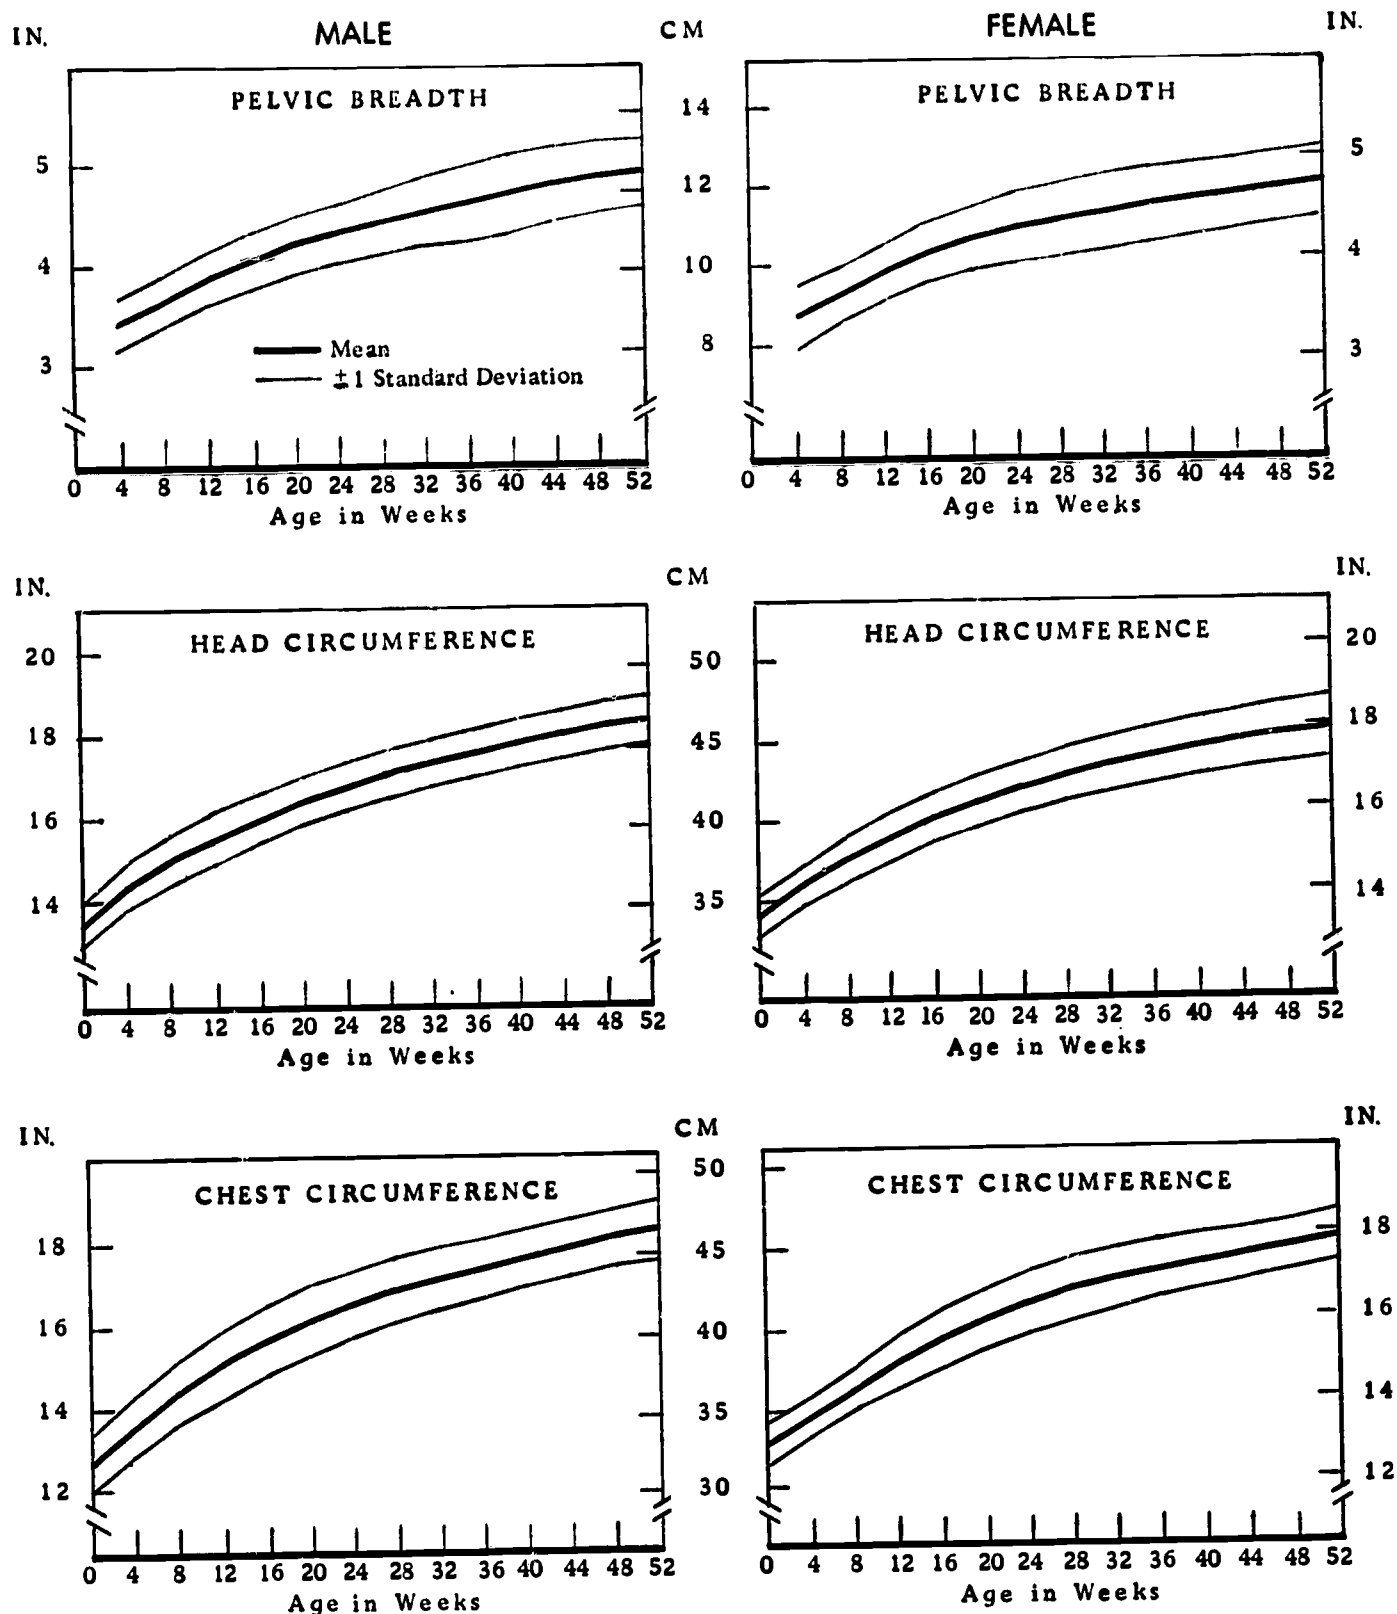 IN. MALE CM FEMALE IN.
PELVIC BREADTH PELVIC BREADTH
14
5 5
12
4 10 4
Mean 8
3 3
±1 Standard Deviation
0 4 8 12 16 20 24 28 32 36 40 44 48 52 0 4 8 12 16 20 24 28 32 36 40 44 48 52
Age in Weeks Age in Weeks
IN. CM IN.
HEAD CIRCUMFERENCE HEAD CIRCUMFERENCE
20 50 20
18 45 18
16 40 16
14 35 14
0 4 8 12 16 20 24 28 32 36 40 44 48 52 0 4 8 12 16 20 24 28 32 36 40 44 48 52
Age in Weeks Age in Weeks
IN. CM IN.
50
CHEST CIRCUMFERENCE CHEST CIRCUMFERENCE
18 45 18
16 40 16
14 35 14
12 30 12
0 4 8 12 16 20 24 28 32 36 40 44 48 52 0 4 8 12 16 20 24 28 32 36 40 44 48 52
Age in Weeks Age in Weeks